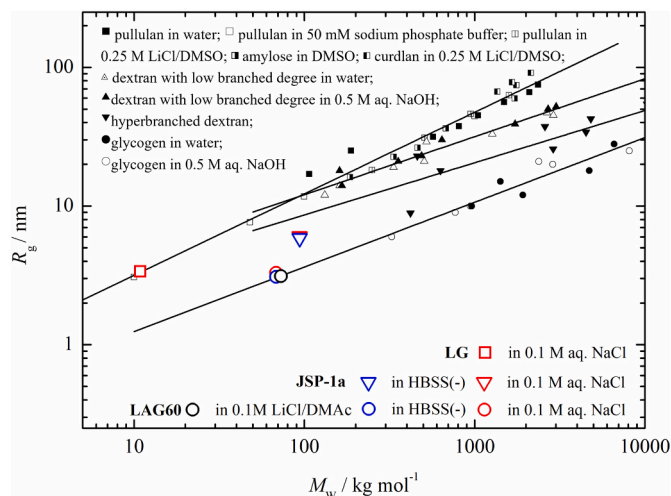 pullulan in water; pullulan in 50 mM sodium phosphate buffer; pullulan in
0.25 M LiCl/DMSO; amylose in DMSO; curdlan in 0.25 M LiCl/DMSO;
dextran with low branched degree in water;
dextran with low branched degree in 0.5 M aq. NaOH;
hyperbranched dextran;
glycogen in water;
glycogen in 0.5 M aq. NaOH
100
10
1
Rg / nm
LG in 0.1 M aq. NaCl
JSP-1a in HBSS(-) in 0.1 M aq. NaCl
LAG60 in 0.1M LiCl/DMAc in HBSS(-) in 0.1 M aq. NaCl
10 100 1000 10000
Mw / kg mol⁻¹